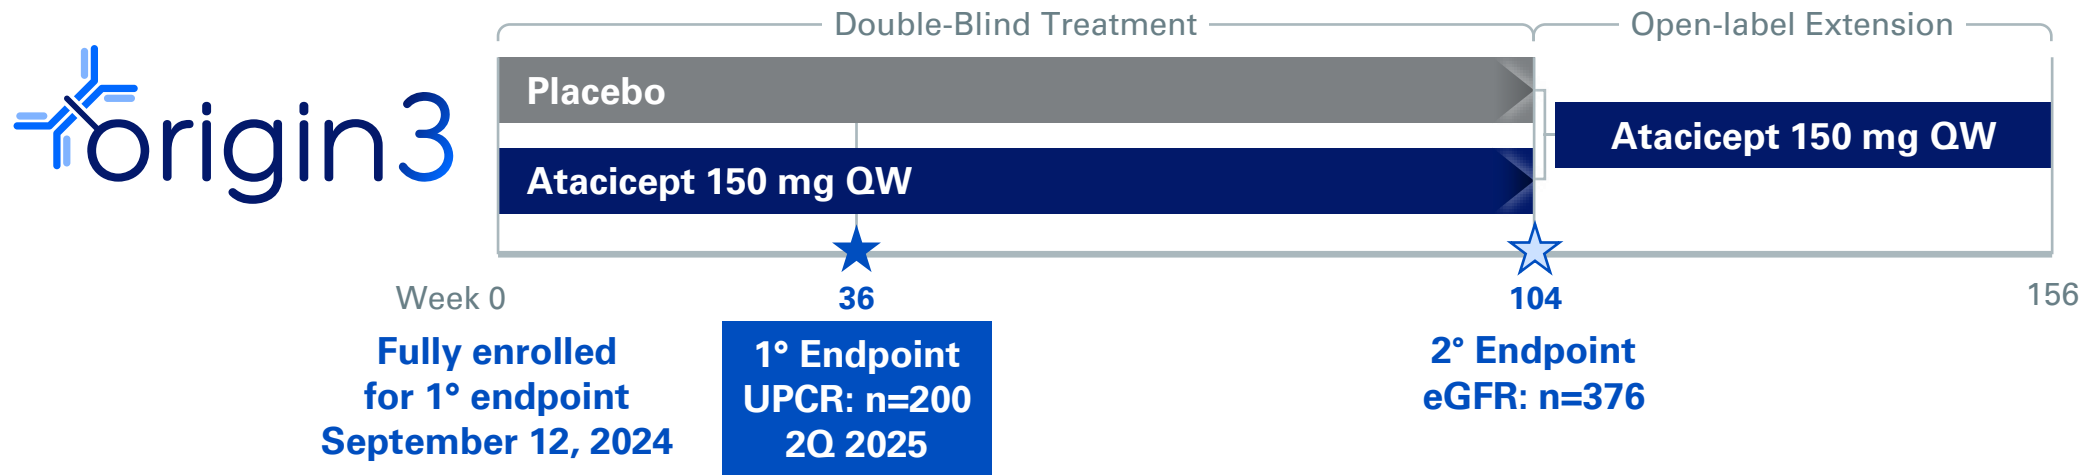 Double-Blind Treatment
Open-label Extension
origin3
Placebo
Atacicept 150 mg QW
Atacicept 150 mg QW
Week 0
36
104
156
Fully enrolled
for 1° endpoint
September 12, 2024
1° Endpoint
UPCR: n=200
2Q 2025
2° Endpoint
eGFR: n=376